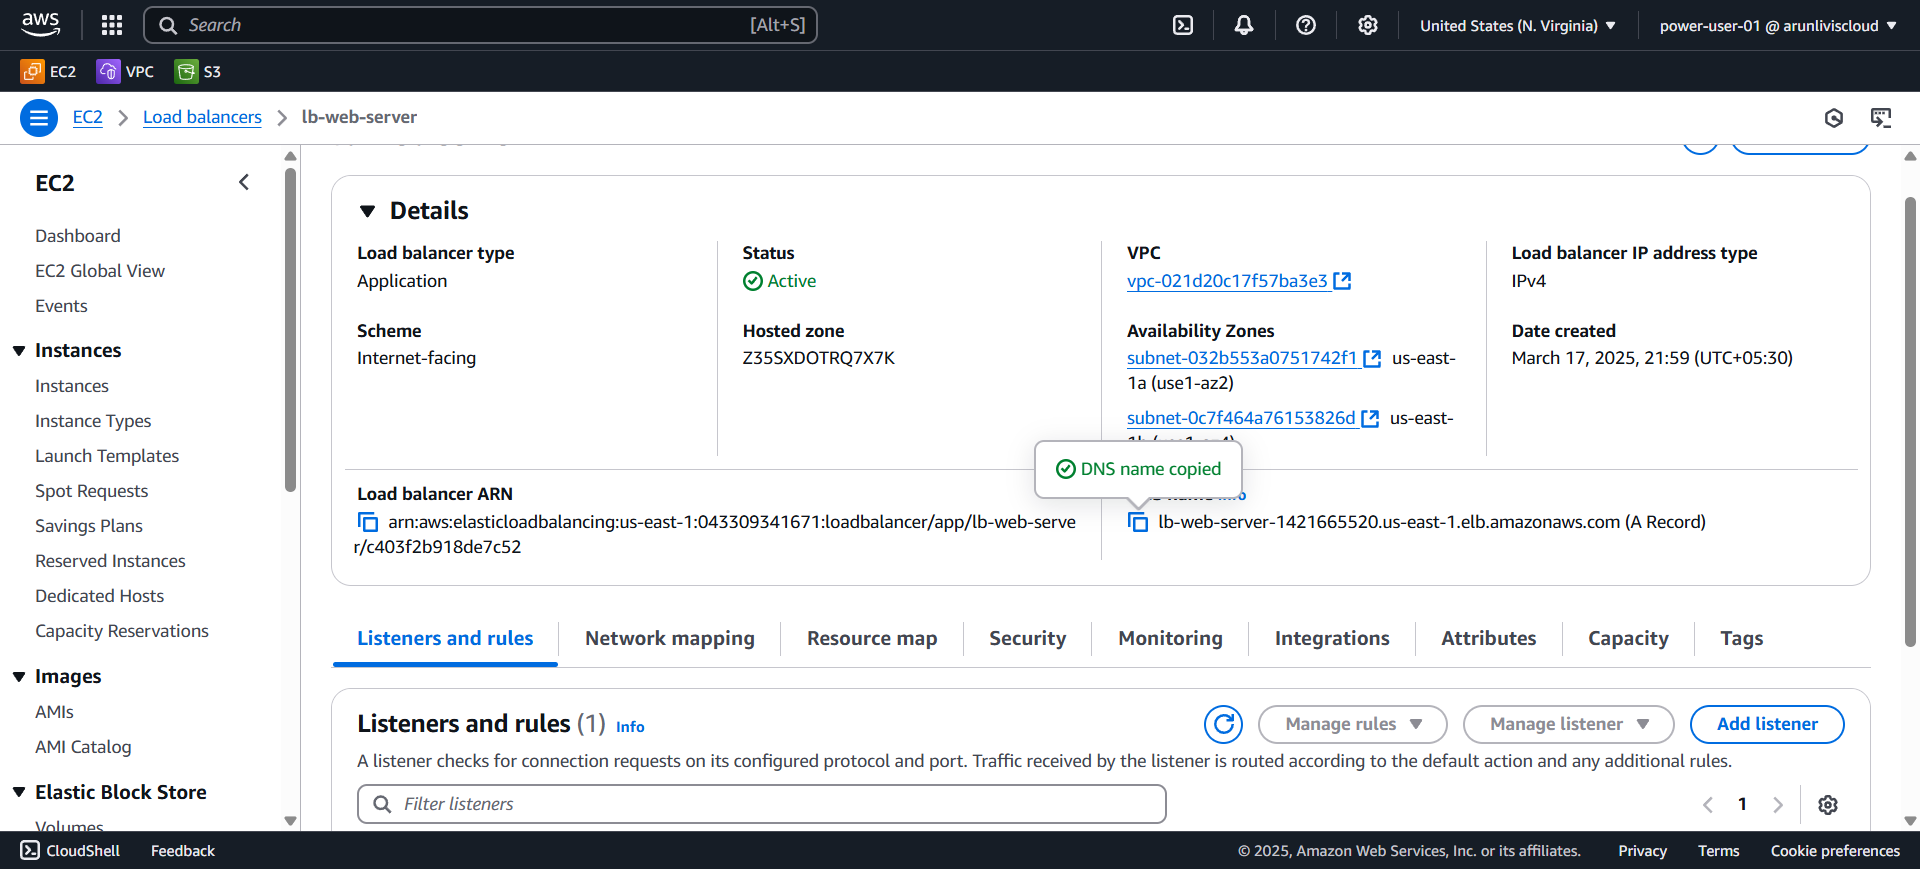 aws
Search
[Alt+S]
United States (N. Virginia)
power-user-01 @ arunliviscloud
EC2
VPC
S3
EC2
Load balancers
lb-web-server
EC2
Dashboard
EC2 Global View
Events
Instances
Instances
Instance Types
Launch Templates
Spot Requests
Savings Plans
Reserved Instances
Dedicated Hosts
Capacity Reservations
Images
AMIs
AMI Catalog
Elastic Block Store
Volumes
Details
Load balancer type
Application
Status
Active
VPC
vpc-021d20c17f57ba3e3
Load balancer IP address type
IPv4
Scheme
Internet-facing
Hosted zone
Z35SXDOTRQ7X7K
Availability Zones
subnet-032b553a0751742f1 us-east-
1a (use1-az2)
subnet-0c7f464a76153826d us-east-
Date created
March 17, 2025, 21:59 (UTC+05:30)
DNS name copied
Load balancer ARN
arn:aws:elasticloadbalancing:us-east-1:043309341671:loadbalancer/app/lb-web-serve
r/c403f2b918de7c52
lb-web-server-1421665520.us-east-1.elb.amazonaws.com (A Record)
Listeners and rules
Network mapping
Resource map
Security
Monitoring
Integrations
Attributes
Capacity
Tags
Listeners and rules (1) Info
Manage rules
Manage listener
Add listener
A listener checks for connection requests on its configured protocol and port. Traffic received by the listener is routed according to the default action and any additional rules.
Filter listeners
1
CloudShell
Feedback
© 2025, Amazon Web Services, Inc. or its affiliates.
Privacy
Terms
Cookie preferences